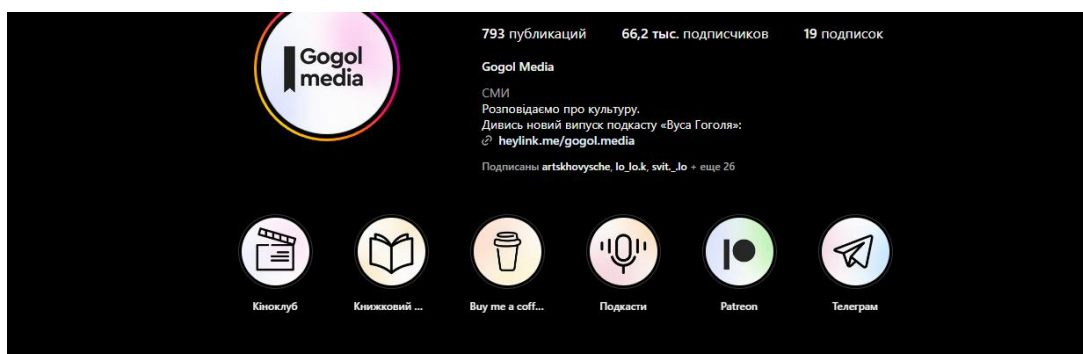 Gogol
media
793 публикаций 66,2 тыс. подписчиков 19 подписок
Gogol Media
СМИ
Розповідаємо про культуру.
Дивись новий випуск подкасту «Вуса Гоголя»:
heylink.me/gogol.media
Подписаны artskhovysche, lo_lo.k, svit._.lo + еще 26
Кіноклуб Книжковий ... Buy me a coff... Подкасти Patreon Телеграм